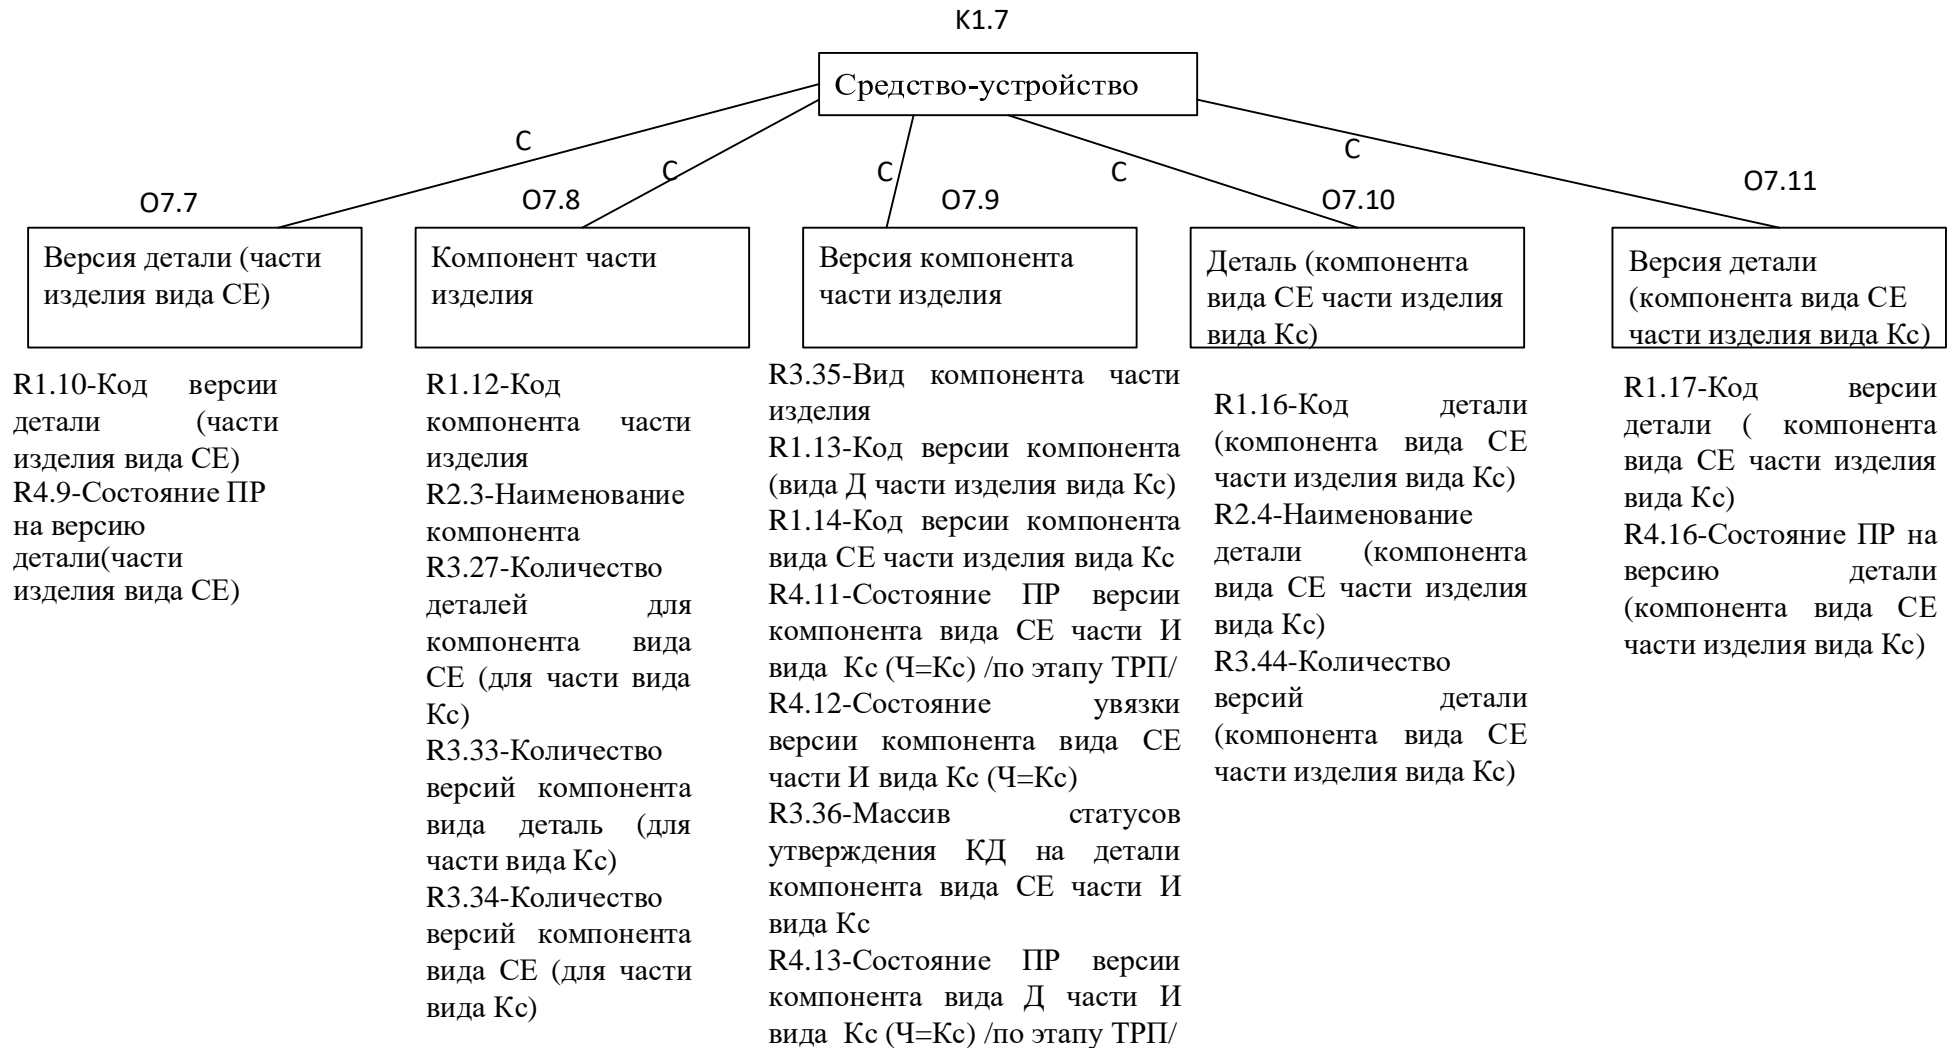 К1.7
Средство-устройство
С
С
С
С
С
О7.7
Версия детали (части
изделия вида СЕ)
R1.10-Код версии
детали (части
изделия вида СЕ)
R4.9-Состояние ПР
на версию
детали(части
изделия вида СЕ)
О7.8
Компонент части
изделия
R1.12-Код
компонента части
изделия
R2.3-Наименование
компонента
R3.27-Количество
деталей для
компонента вида
СЕ (для части вида
Кс)
R3.33-Количество
версий компонента
вида деталь (для
части вида Кс)
R3.34-Количество
версий компонента
вида СЕ (для части
вида Кс)
О7.9
Версия компонента
части изделия
R3.35-Вид компонента части
изделия
R1.13-Код версии компонента
(вида Д части изделия вида Кс)
R1.14-Код версии компонента
вида СЕ части изделия вида Кс
R4.11-Состояние ПР версии
компонента вида СЕ части И
вида Кс (Ч=Кс) /по этапу ТРП/
R4.12-Состояние увязки
версии компонента вида СЕ
части И вида Кс (Ч=Кс)
R3.36-Массив статусов
утверждения КД на детали
компонента вида СЕ части И
вида Кс
R4.13-Состояние ПР версии
компонента вида Д части И
вида Кс (Ч=Кс) /по этапу ТРП/
О7.10
Деталь (компонента
вида СЕ части изделия
вида Кс)
R1.16-Код детали
(компонента вида СЕ
части изделия вида Кс)
R2.4-Наименование
детали (компонента
вида СЕ части изделия
вида Кс)
R3.44-Количество
версий детали
(компонента вида СЕ
части изделия вида Кс)
О7.11
Версия детали
(компонента вида СЕ
части изделия вида Кс)
R1.17-Код версии
детали ( компонента
вида СЕ части изделия
вида Кс)
R4.16-Состояние ПР на
версию детали
(компонента вида СЕ
части изделия вида Кс)